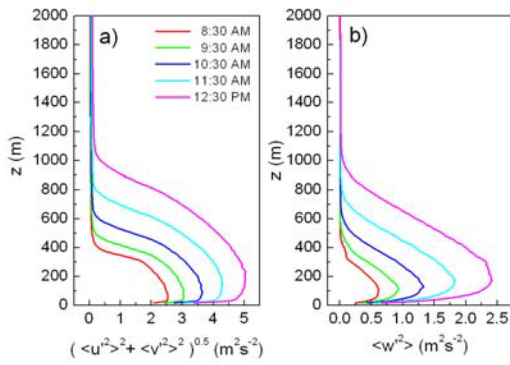 a)
8:30 AM
9:30 AM
10:30 AM
11:30 AM
12:30 PM
2000
1800
1600
1400
1200
1000
800
600
400
200
0
z (m)
0 1 2 3 4 5
( <u'²>²+ <v'²>² )⁰·⁵ (m²s⁻²)
b)
2000
1800
1600
1400
1200
1000
800
600
400
200
0
z (m)
0.0 0.5 1.0 1.5 2.0 2.5
<w'²> (m²s⁻²)